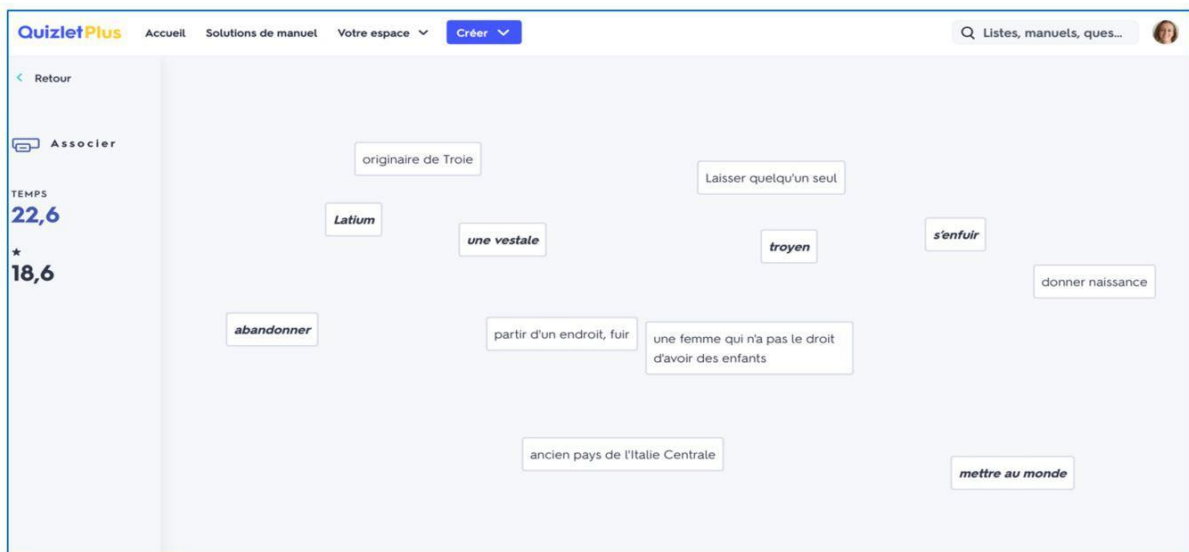 QuizletPlus Accueil Solutions de manuel Votre espace Créer Listes, manuels, ques...
Retour
Associer
TEMPS
22,6
18,6
originaire de Troie
Laisser quelqu'un seul
Latium
une vestale
troyen
s'enfuir
donner naissance
abandonner
partir d'un endroit, fuir
une femme qui n'a pas le droit
d'avoir des enfants
ancien pays de l'Italie Centrale
mettre au monde